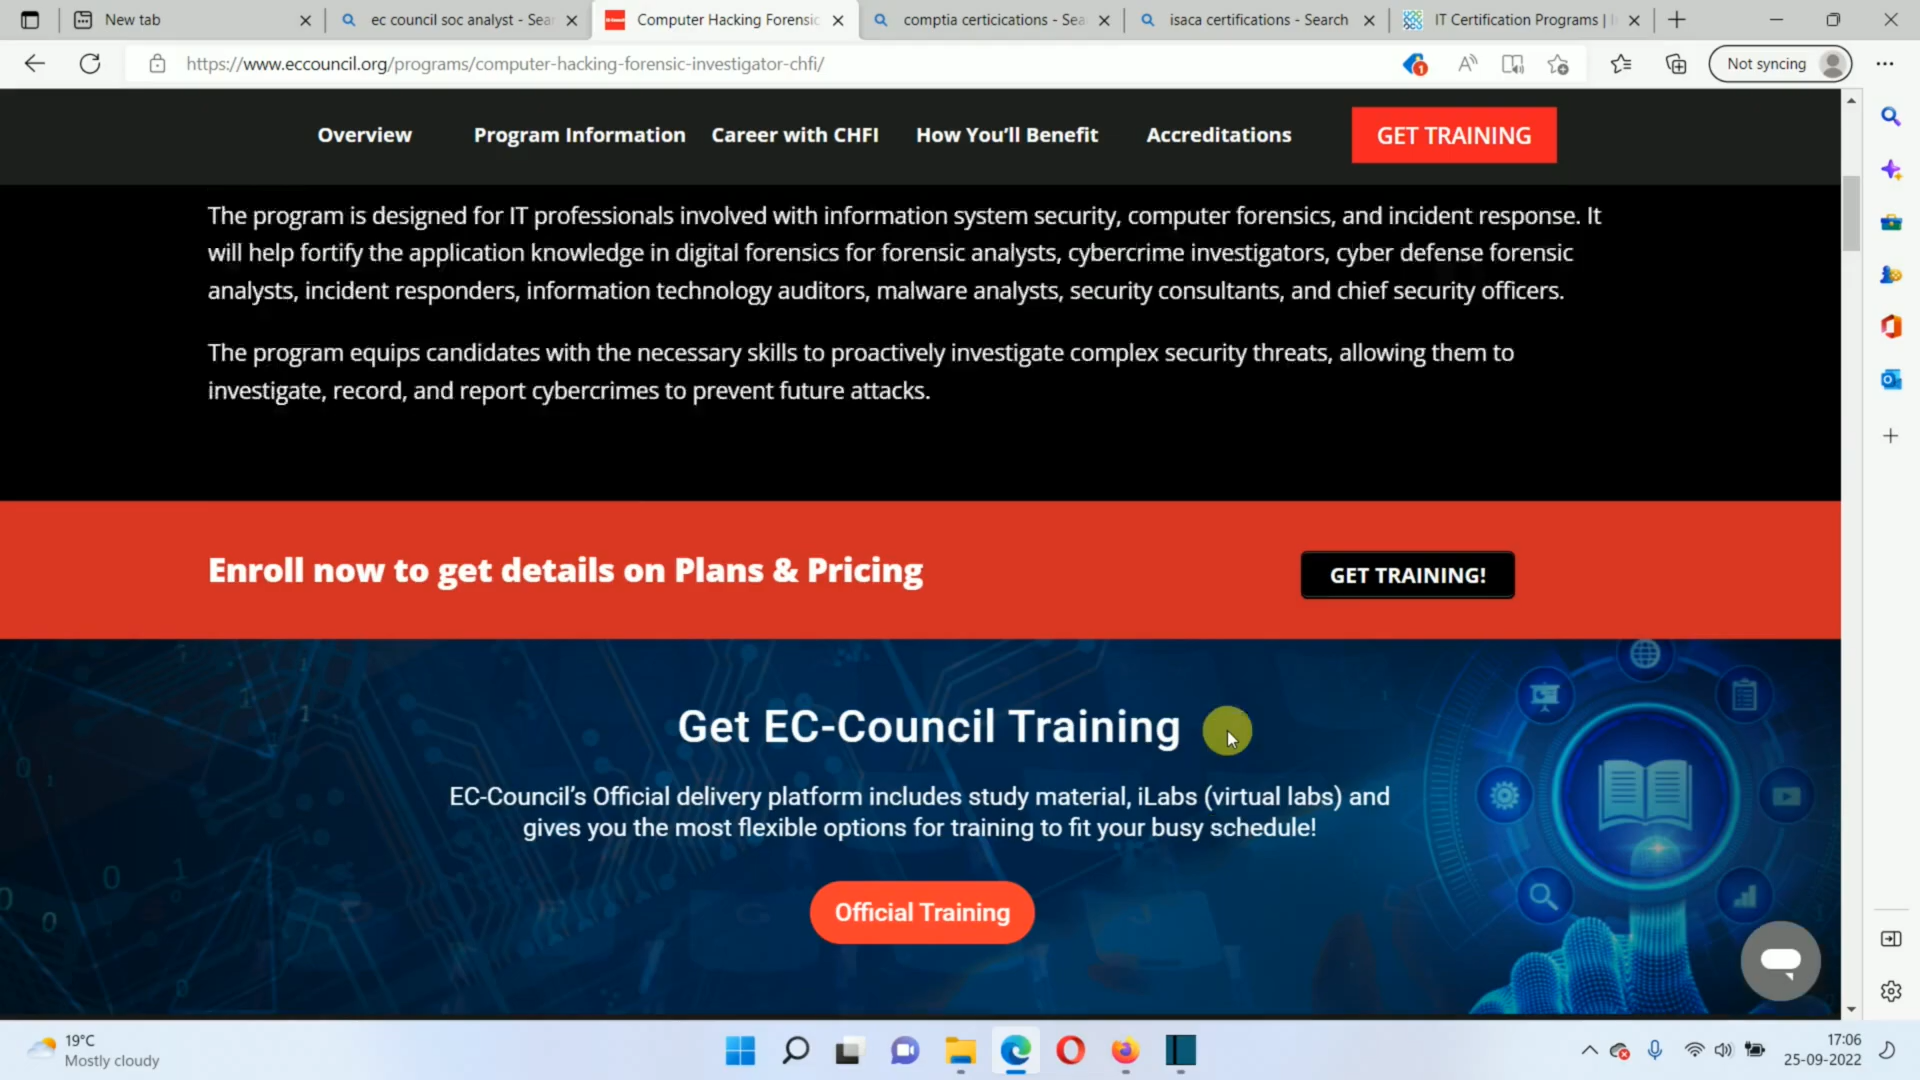 New tab
ec council soc analyst - Sear
Computer Hacking Forensic
comptia certicications - Sea
isaca certifications - Search
IT Certification Programs |
https://www.eccouncil.org/programs/computer-hacking-forensic-investigator-chfi/
1
Not syncing
Overview
Program Information
Career with CHFI
How You'll Benefit
Accreditations
GET TRAINING
The program is designed for IT professionals involved with information system security, computer forensics, and incident response. It
will help fortify the application knowledge in digital forensics for forensic analysts, cybercrime investigators, cyber defense forensic
analysts, incident responders, information technology auditors, malware analysts, security consultants, and chief security officers.
The program equips candidates with the necessary skills to proactively investigate complex security threats, allowing them to
investigate, record, and report cybercrimes to prevent future attacks.
Enroll now to get details on Plans & Pricing
GET TRAINING!
Get EC-Council Training
EC-Council's Official delivery platform includes study material, iLabs (virtual labs) and
gives you the most flexible options for training to fit your busy schedule!
Official Training
19°C
Mostly cloudy
17:06
25-09-2022